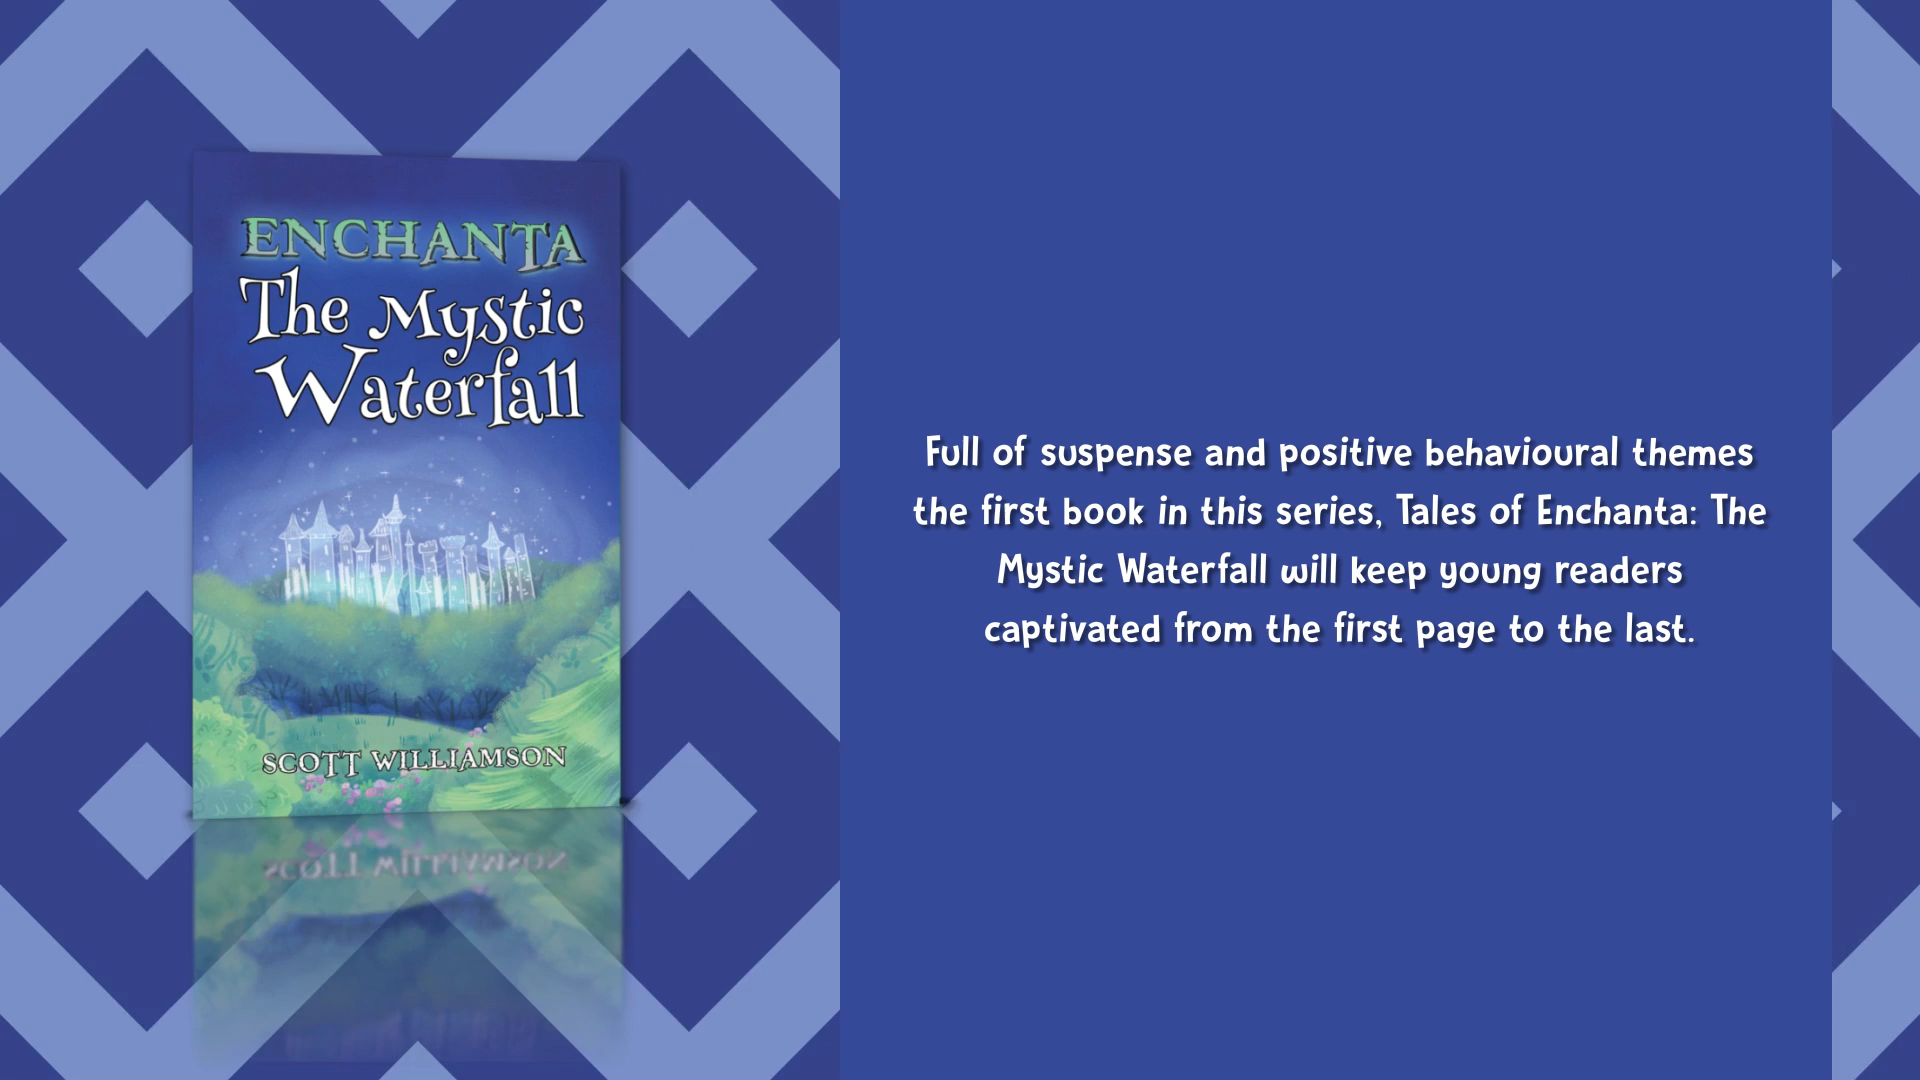 ENCHANTA
The Mystic
Waterfall
SCOTT WILLIAMSON
Full of suspense and positive behavioural themes
the first book in this series, Tales of Enchanta: The
Mystic Waterfall will keep young readers
captivated from the first page to the last.